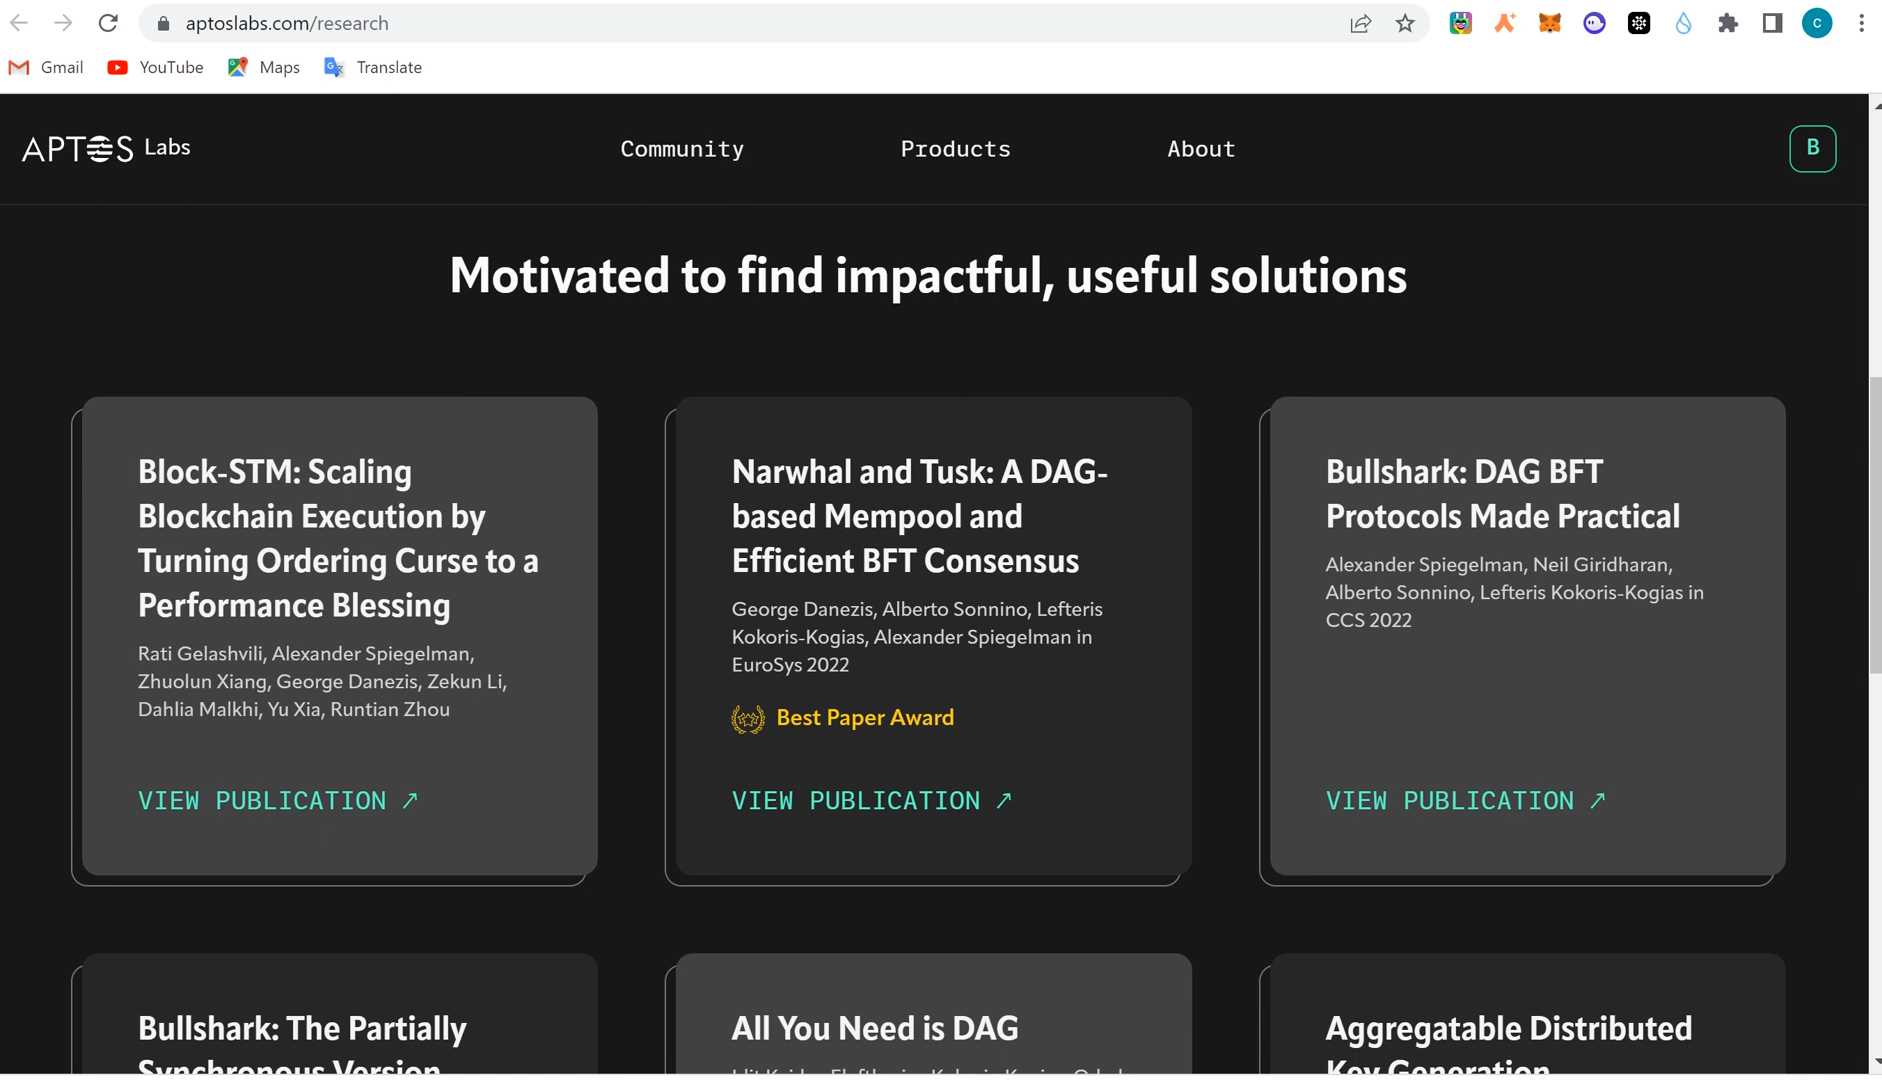 aptoslabs.com/research
C
Gmail
YouTube
Maps
Translate
APTOS Labs
Community
Products
About
B
Motivated to find impactful, useful solutions
Block-STM: Scaling
Blockchain Execution by
Turning Ordering Curse to a
Performance Blessing
Rati Gelashvili, Alexander Spiegelman,
Zhuolun Xiang, George Danezis, Zekun Li,
Dahlia Malkhi, Yu Xia, Runtian Zhou
VIEW PUBLICATION ↗
Narwhal and Tusk: A DAG-
based Mempool and
Efficient BFT Consensus
George Danezis, Alberto Sonnino, Lefteris
Kokoris-Kogias, Alexander Spiegelman in
EuroSys 2022
Best Paper Award
VIEW PUBLICATION ↗
Bullshark: DAG BFT
Protocols Made Practical
Alexander Spiegelman, Neil Giridharan,
Alberto Sonnino, Lefteris Kokoris-Kogias in
CCS 2022
VIEW PUBLICATION ↗
Bullshark: The Partially
Synchronous Version
All You Need is DAG
Aggregatable Distributed
Key Generation